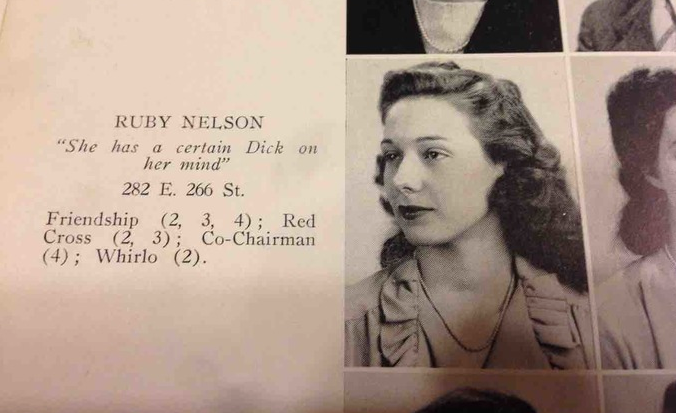 RUBY NELSON
"She has a certain Dick on
her mind"
282 E. 266 St.
Friendship (2, 3, 4); Red
Cross (2, 3); Co-Chairman
(4); Whirlo (2).